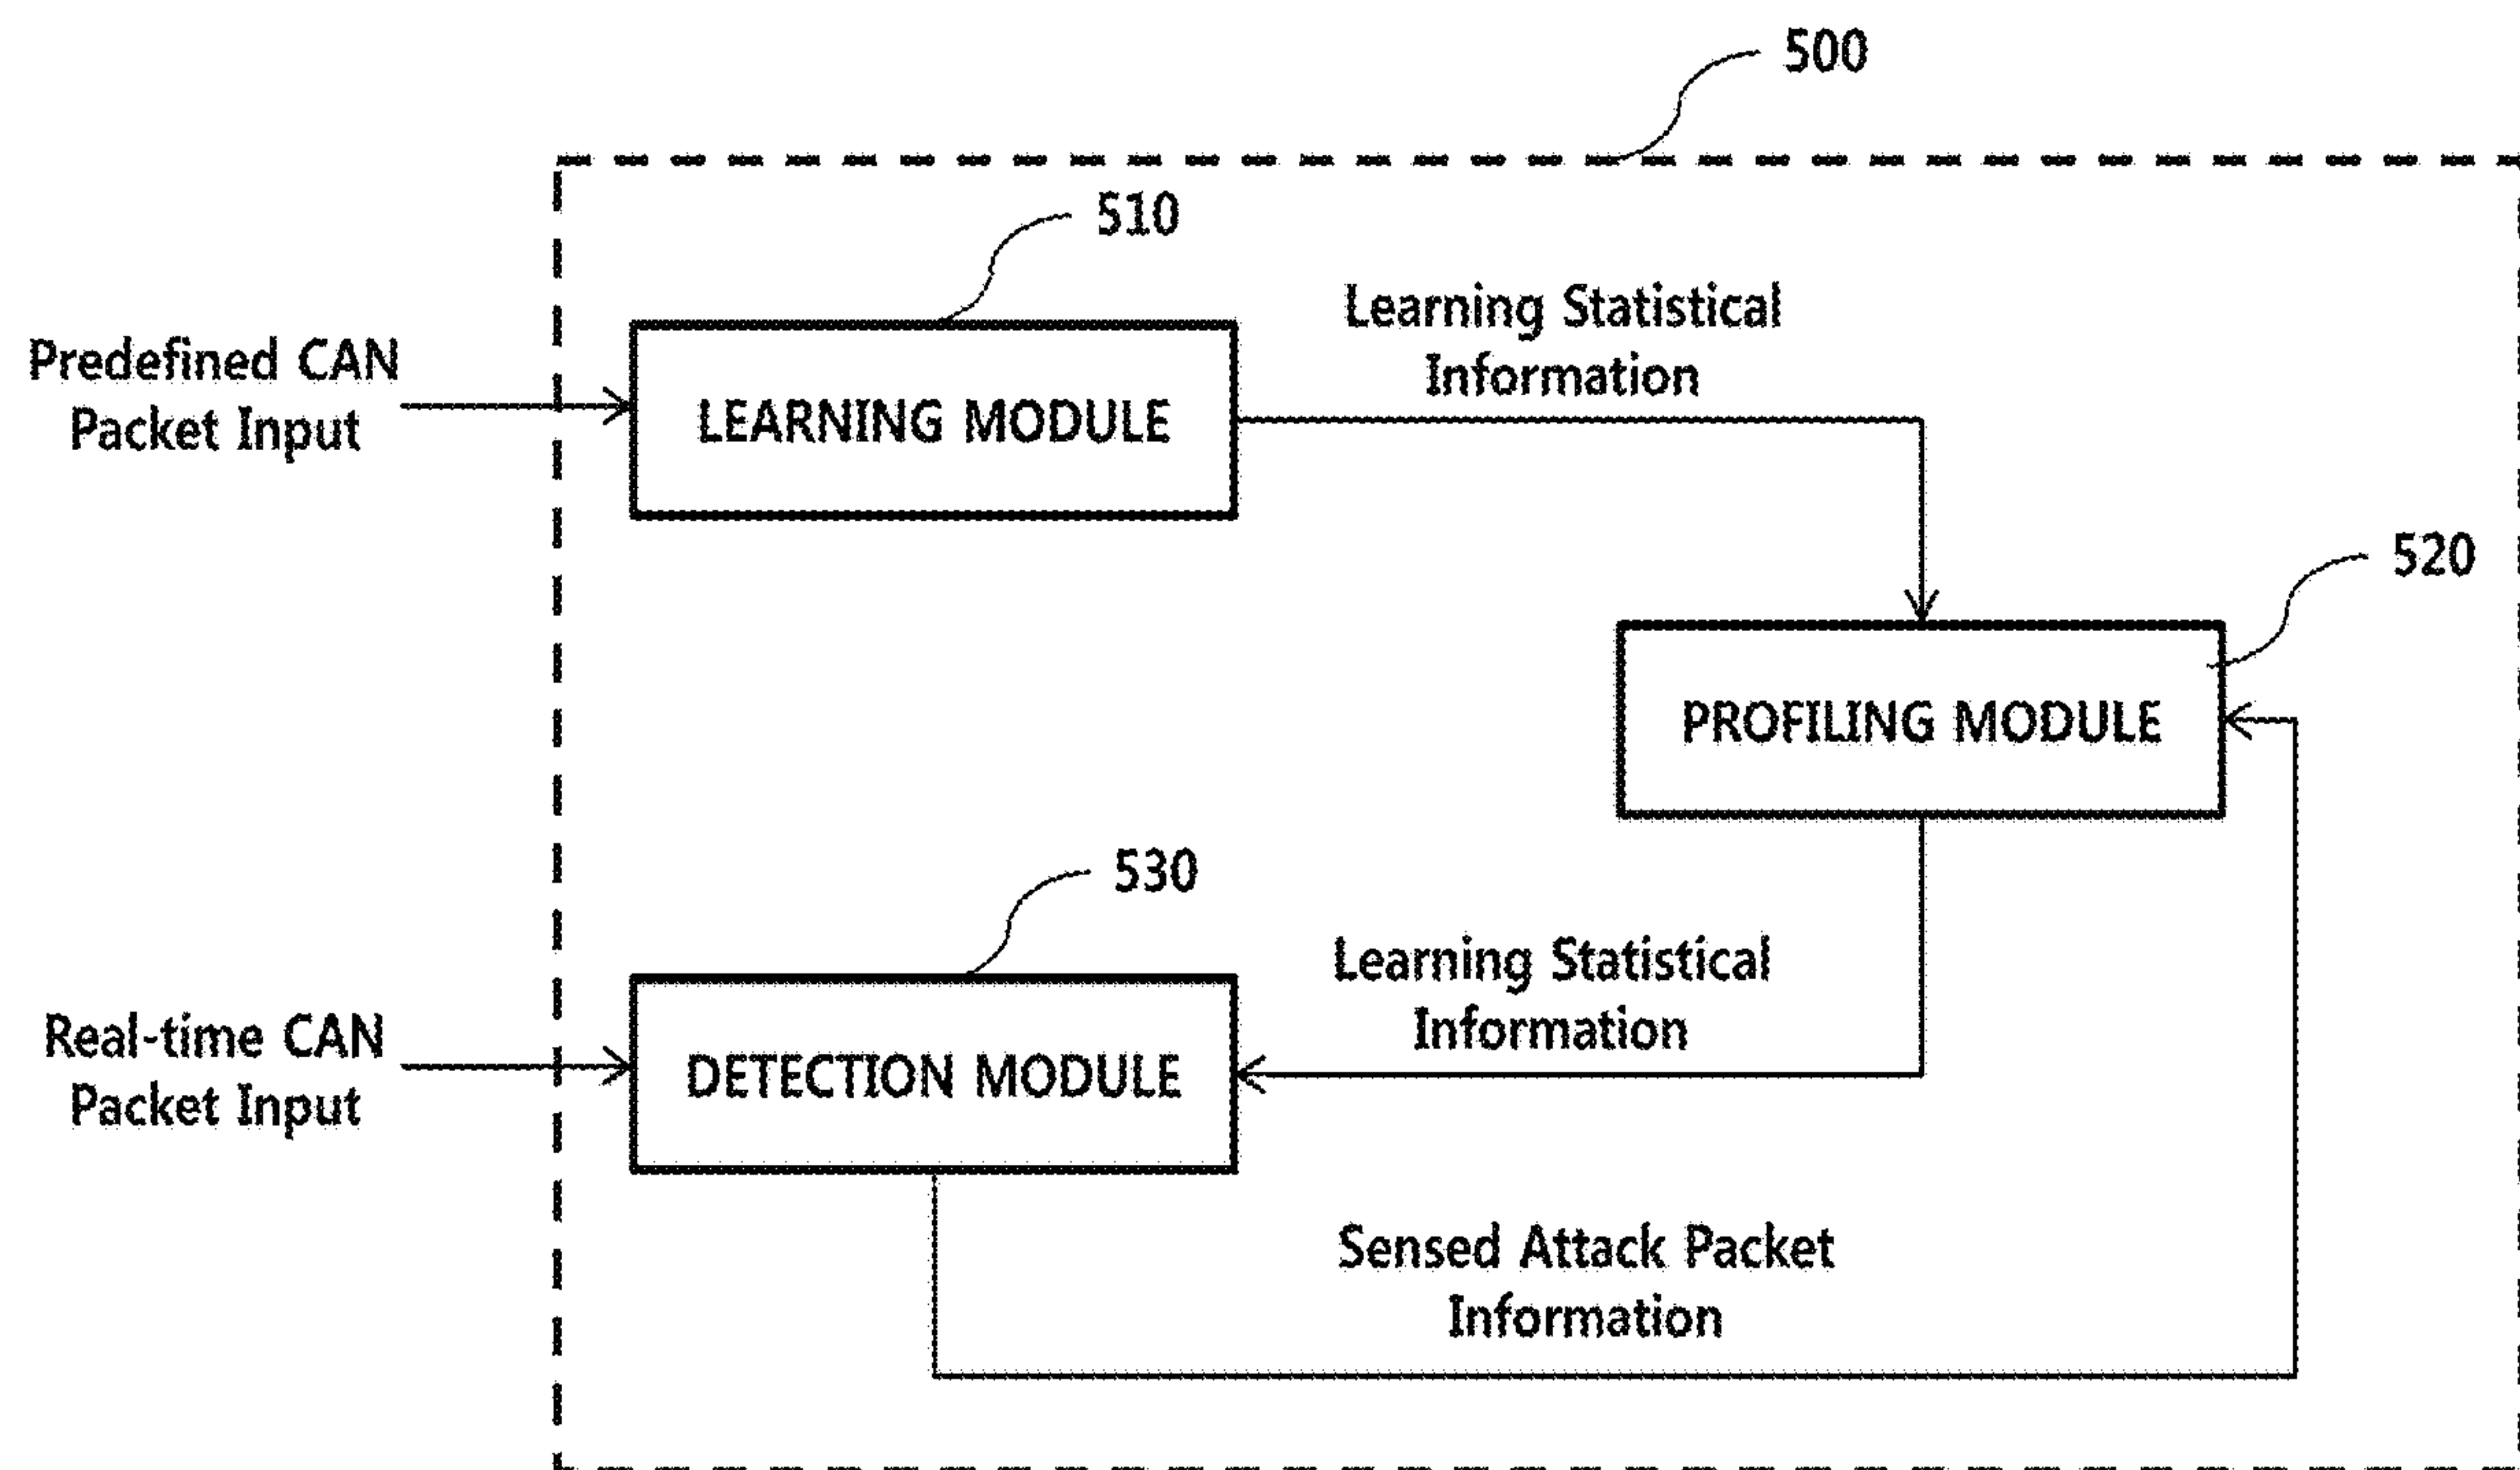 500
510
Learning Statistical
Information
Predefined CAN
Packet Input
LEARNING MODULE
520
PROFILING MODULE
530
Learning Statistical
Information
Real-time CAN
Packet Input
DETECTION MODULE
Sensed Attack Packet
Information